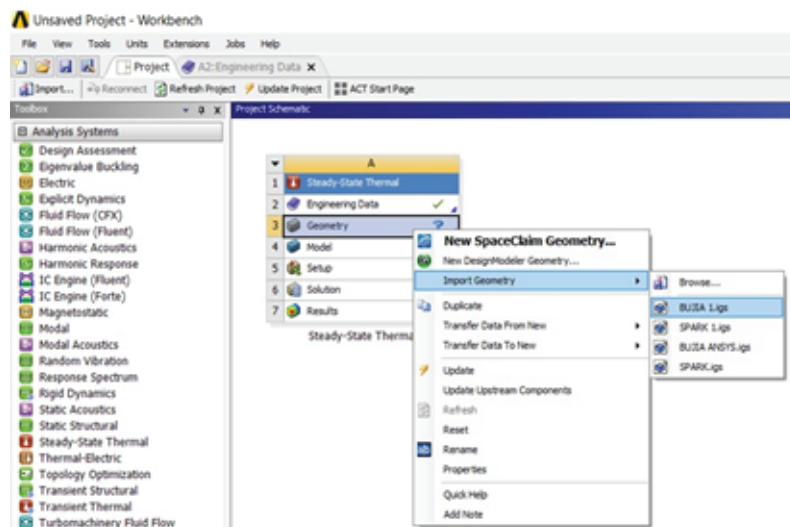 Unsaved Project - Workbench
File View Tools Units Extensions Jobs Help
Project A2:Engineering Data
Import... Reconnect Refresh Project Update Project ACT Start Page
Toolbox
Project Schematic
Analysis Systems
Design Assessment
Eigenvalue Buckling
Electric
Explicit Dynamics
Fluid Flow (CFX)
Fluid Flow (Fluent)
Harmonic Acoustics
Harmonic Response
IC Engine (Fluent)
IC Engine (Forte)
Magnetostatic
Modal
Modal Acoustics
Random Vibration
Response Spectrum
Rigid Dynamics
Static Acoustics
Static Structural
Steady-State Thermal
Thermal-Electric
Topology Optimization
Transient Structural
Transient Thermal
Turbomachinery Fluid Flow
A
1 Steady-State Thermal
2 Engineering Data
3 Geometry ?
4 Model
5 Setup
6 Solution
7 Results
Steady-State Therma
New SpaceClaim Geometry...
New DesignModeler Geometry...
Import Geometry
Duplicate
Transfer Data From New
Transfer Data To New
Update
Update Upstream Components
Refresh
Reset
Rename
Properties
Quick Help
Add Note
Browse...
BUJIA 1.igs
SPARK 1.igs
BUJIA ANSYS.igs
SPARK.igs